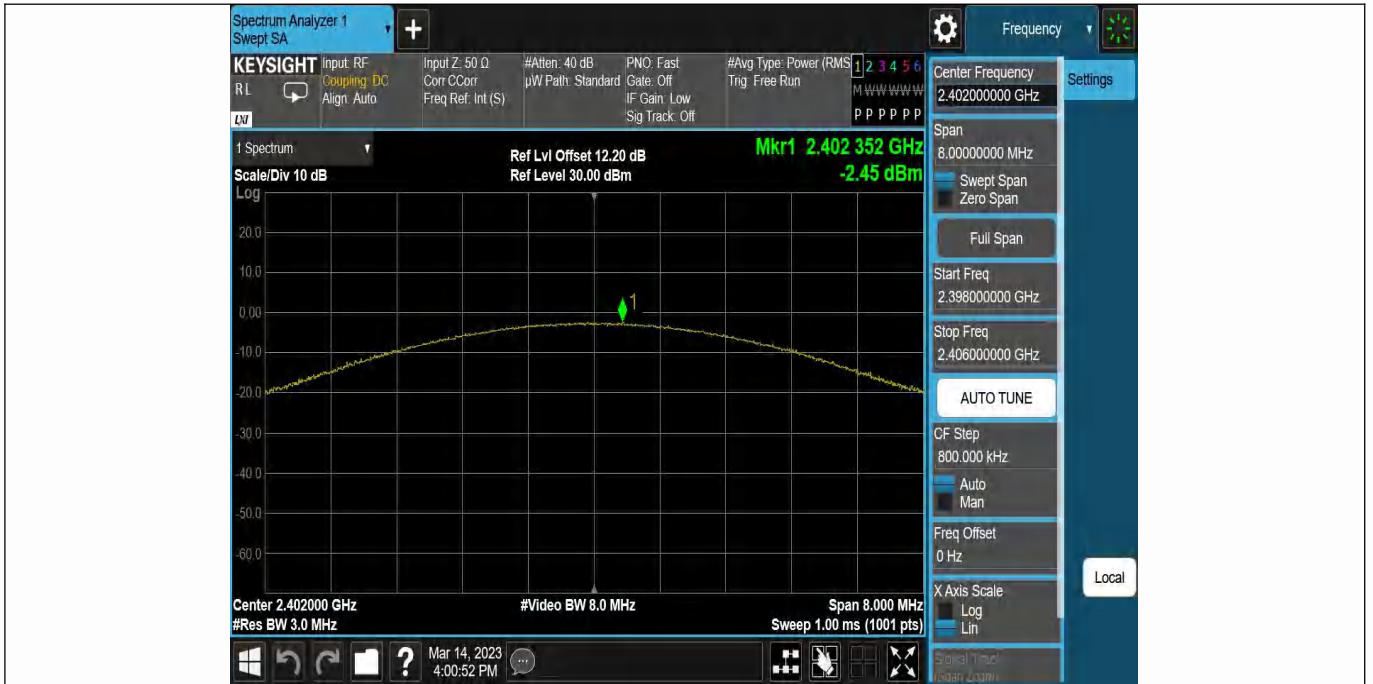 Spectrum Analyzer 1
Swept SA
+
Frequency
KEYSIGHT
RL
LXI
Input: RF
Coupling: DC
Align: Auto
Input Z: 50 Ω
Corr CCorr
Freq Ref: Int (S)
#Atten: 40 dB
µW Path: Standard
PNO: Fast
Gate: Off
IF Gain: Low
Sig Track: Off
#Avg Type: Power (RMS
Trig: Free Run
1 2 3 4 5 6
M W W W W W
P P P P P P
1 Spectrum
Scale/Div 10 dB
Ref Lvl Offset 12.20 dB
Ref Level 30.00 dBm
Mkr1 2.402 352 GHz
-2.45 dBm
Log
20.0
10.0
0.00
-10.0
-20.0
-30.0
-40.0
-50.0
-60.0
1
Center 2.402000 GHz
#Video BW 8.0 MHz
Span 8.000 MHz
#Res BW 3.0 MHz
Sweep 1.00 ms (1001 pts)
?
Mar 14, 2023
4:00:52 PM
Center Frequency
2.402000000 GHz
Settings
Span
8.00000000 MHz
Swept Span
Zero Span
Full Span
Start Freq
2.398000000 GHz
Stop Freq
2.406000000 GHz
AUTO TUNE
CF Step
800.000 kHz
Auto
Man
Freq Offset
0 Hz
X Axis Scale
Log
Lin
Local
Signal Track
(Span Zoom)